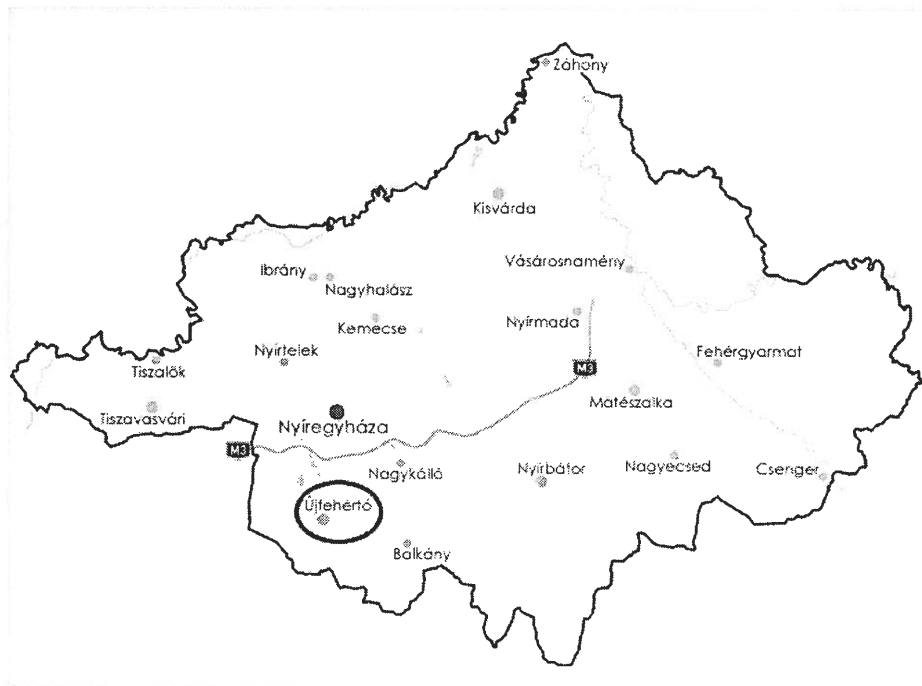 Záhony
Kisvárda
Vásárosnamény
Ibrány
Nagyhalász
Kemecse
Nyírmada
Nyírtelek
Fehérgyarmat
Tiszalök
M3
Mátészalka
Tiszavasvári
Nyíregyháza
M3
Nagykálló
Nyírbátor
Nagyecsed
Csenger
Újfehértó
Balkány